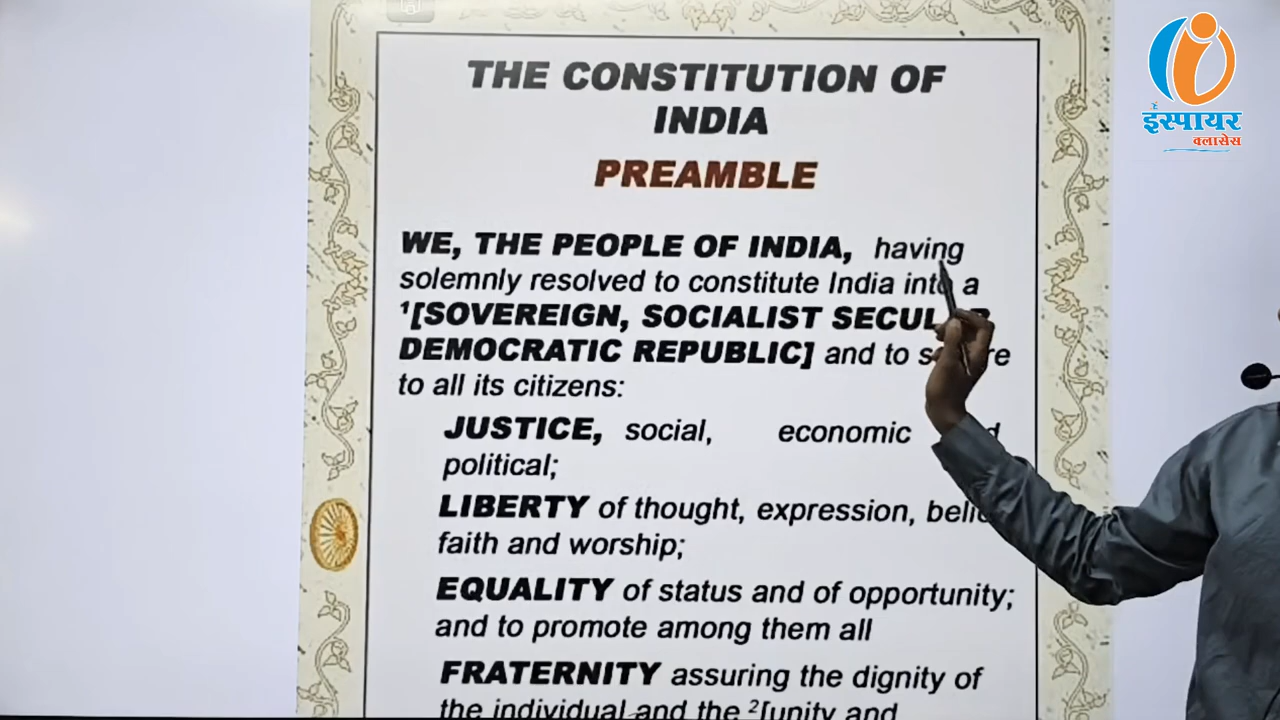 THE CONSTITUTION OF
INDIA
PREAMBLE
WE, THE PEOPLE OF INDIA, having
solemnly resolved to constitute India into a
¹[SOVEREIGN, SOCIALIST SECUL
DEMOCRATIC REPUBLIC] and to s re
to all its citizens:
JUSTICE, social, economic d
political;
LIBERTY of thought, expression, belie
faith and worship;
EQUALITY of status and of opportunity;
and to promote among them all
FRATERNITY assuring the dignity of
the individual and the ²[unity and
इंस्पायर
क्लासेस